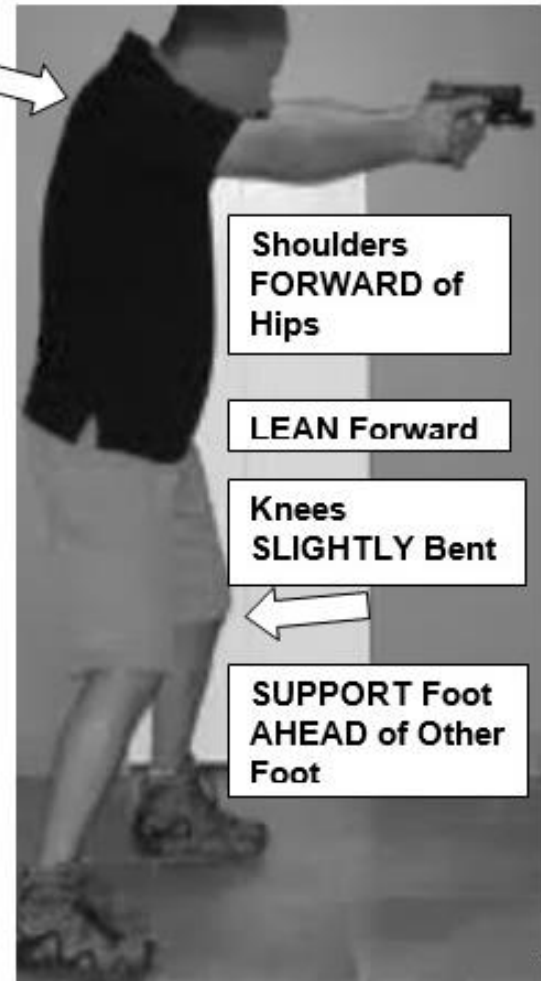 Shoulders
FORWARD of
Hips
LEAN Forward
Knees
SLIGHTLY Bent
SUPPORT Foot
AHEAD of Other
Foot